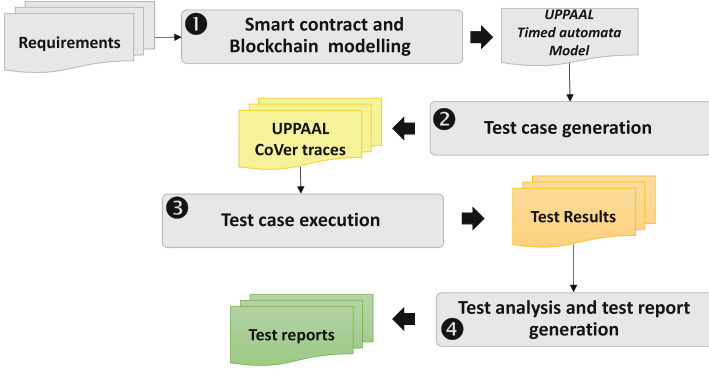 Requirements
❶
Smart contract and
Blockchain modelling
UPPAAL
Timed automata
Model
❷
Test case generation
UPPAAL
CoVer traces
❸
Test case execution
Test Results
❹
Test analysis and test report
generation
Test reports